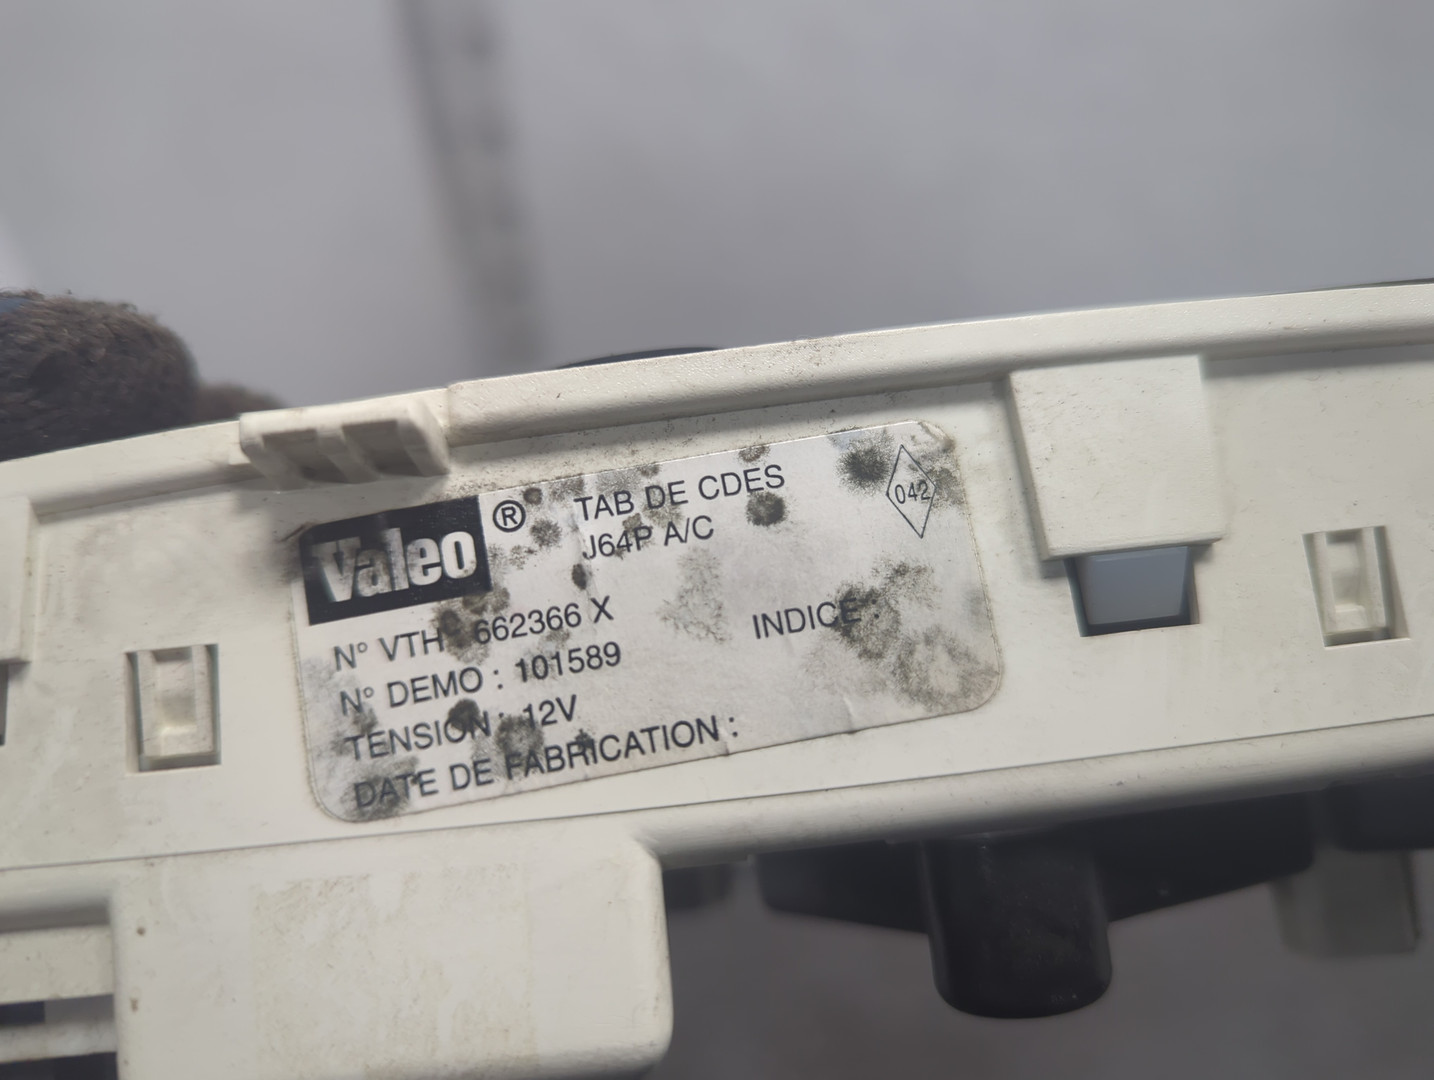 Valeo ® TAB DE CDES
J64P A/C
042
N° VTH : 662366 X
INDICE :
N° DEMO : 101589
TENSION : 12V
DATE DE FABRICATION :